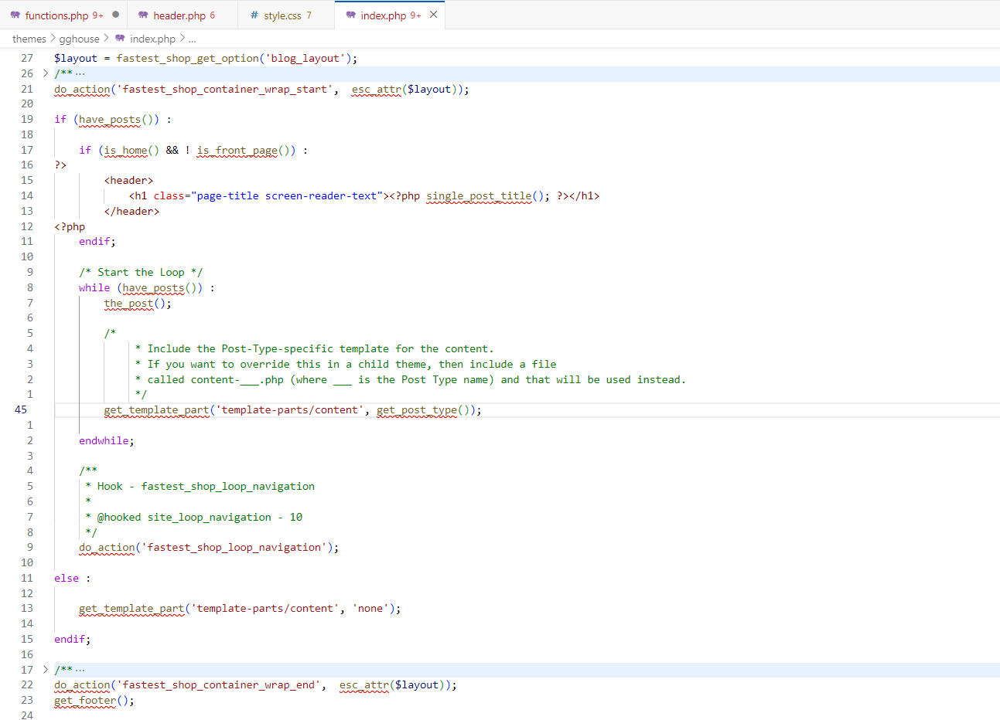 functions.php 9+ header.php 6 # style.css 7 index.php 9+
themes > gghouse > index.php > ...
27 $layout = fastest_shop_get_option('blog_layout');
26 /** ...
21 do_action('fastest_shop_container_wrap_start',  esc_attr($layout));
20
19 if (have_posts()) :
18
17     if (is_home() && ! is_front_page()) :
16 ?>
15         <header>
14             <h1 class="page-title screen-reader-text"><?php single_post_title(); ?></h1>
13         </header>
12 <?php
11     endif;
10
9     /* Start the Loop */
8     while (have_posts()) :
7         the_post();
6
5         /*
4              * Include the Post-Type-specific template for the content.
3              * If you want to override this in a child theme, then include a file
2              * called content-___.php (where ___ is the Post Type name) and that will be used instead.
1              */
45         get_template_part('template-parts/content', get_post_type());
1
2     endwhile;
3
4     /**
5      * Hook - fastest_shop_loop_navigation
6      *
7      * @hooked site_loop_navigation - 10
8      */
9     do_action('fastest_shop_loop_navigation');
10
11 else :
12
13     get_template_part('template-parts/content', 'none');
14
15 endif;
16
17 /** ...
22 do_action('fastest_shop_container_wrap_end',  esc_attr($layout));
23 get_footer();
24